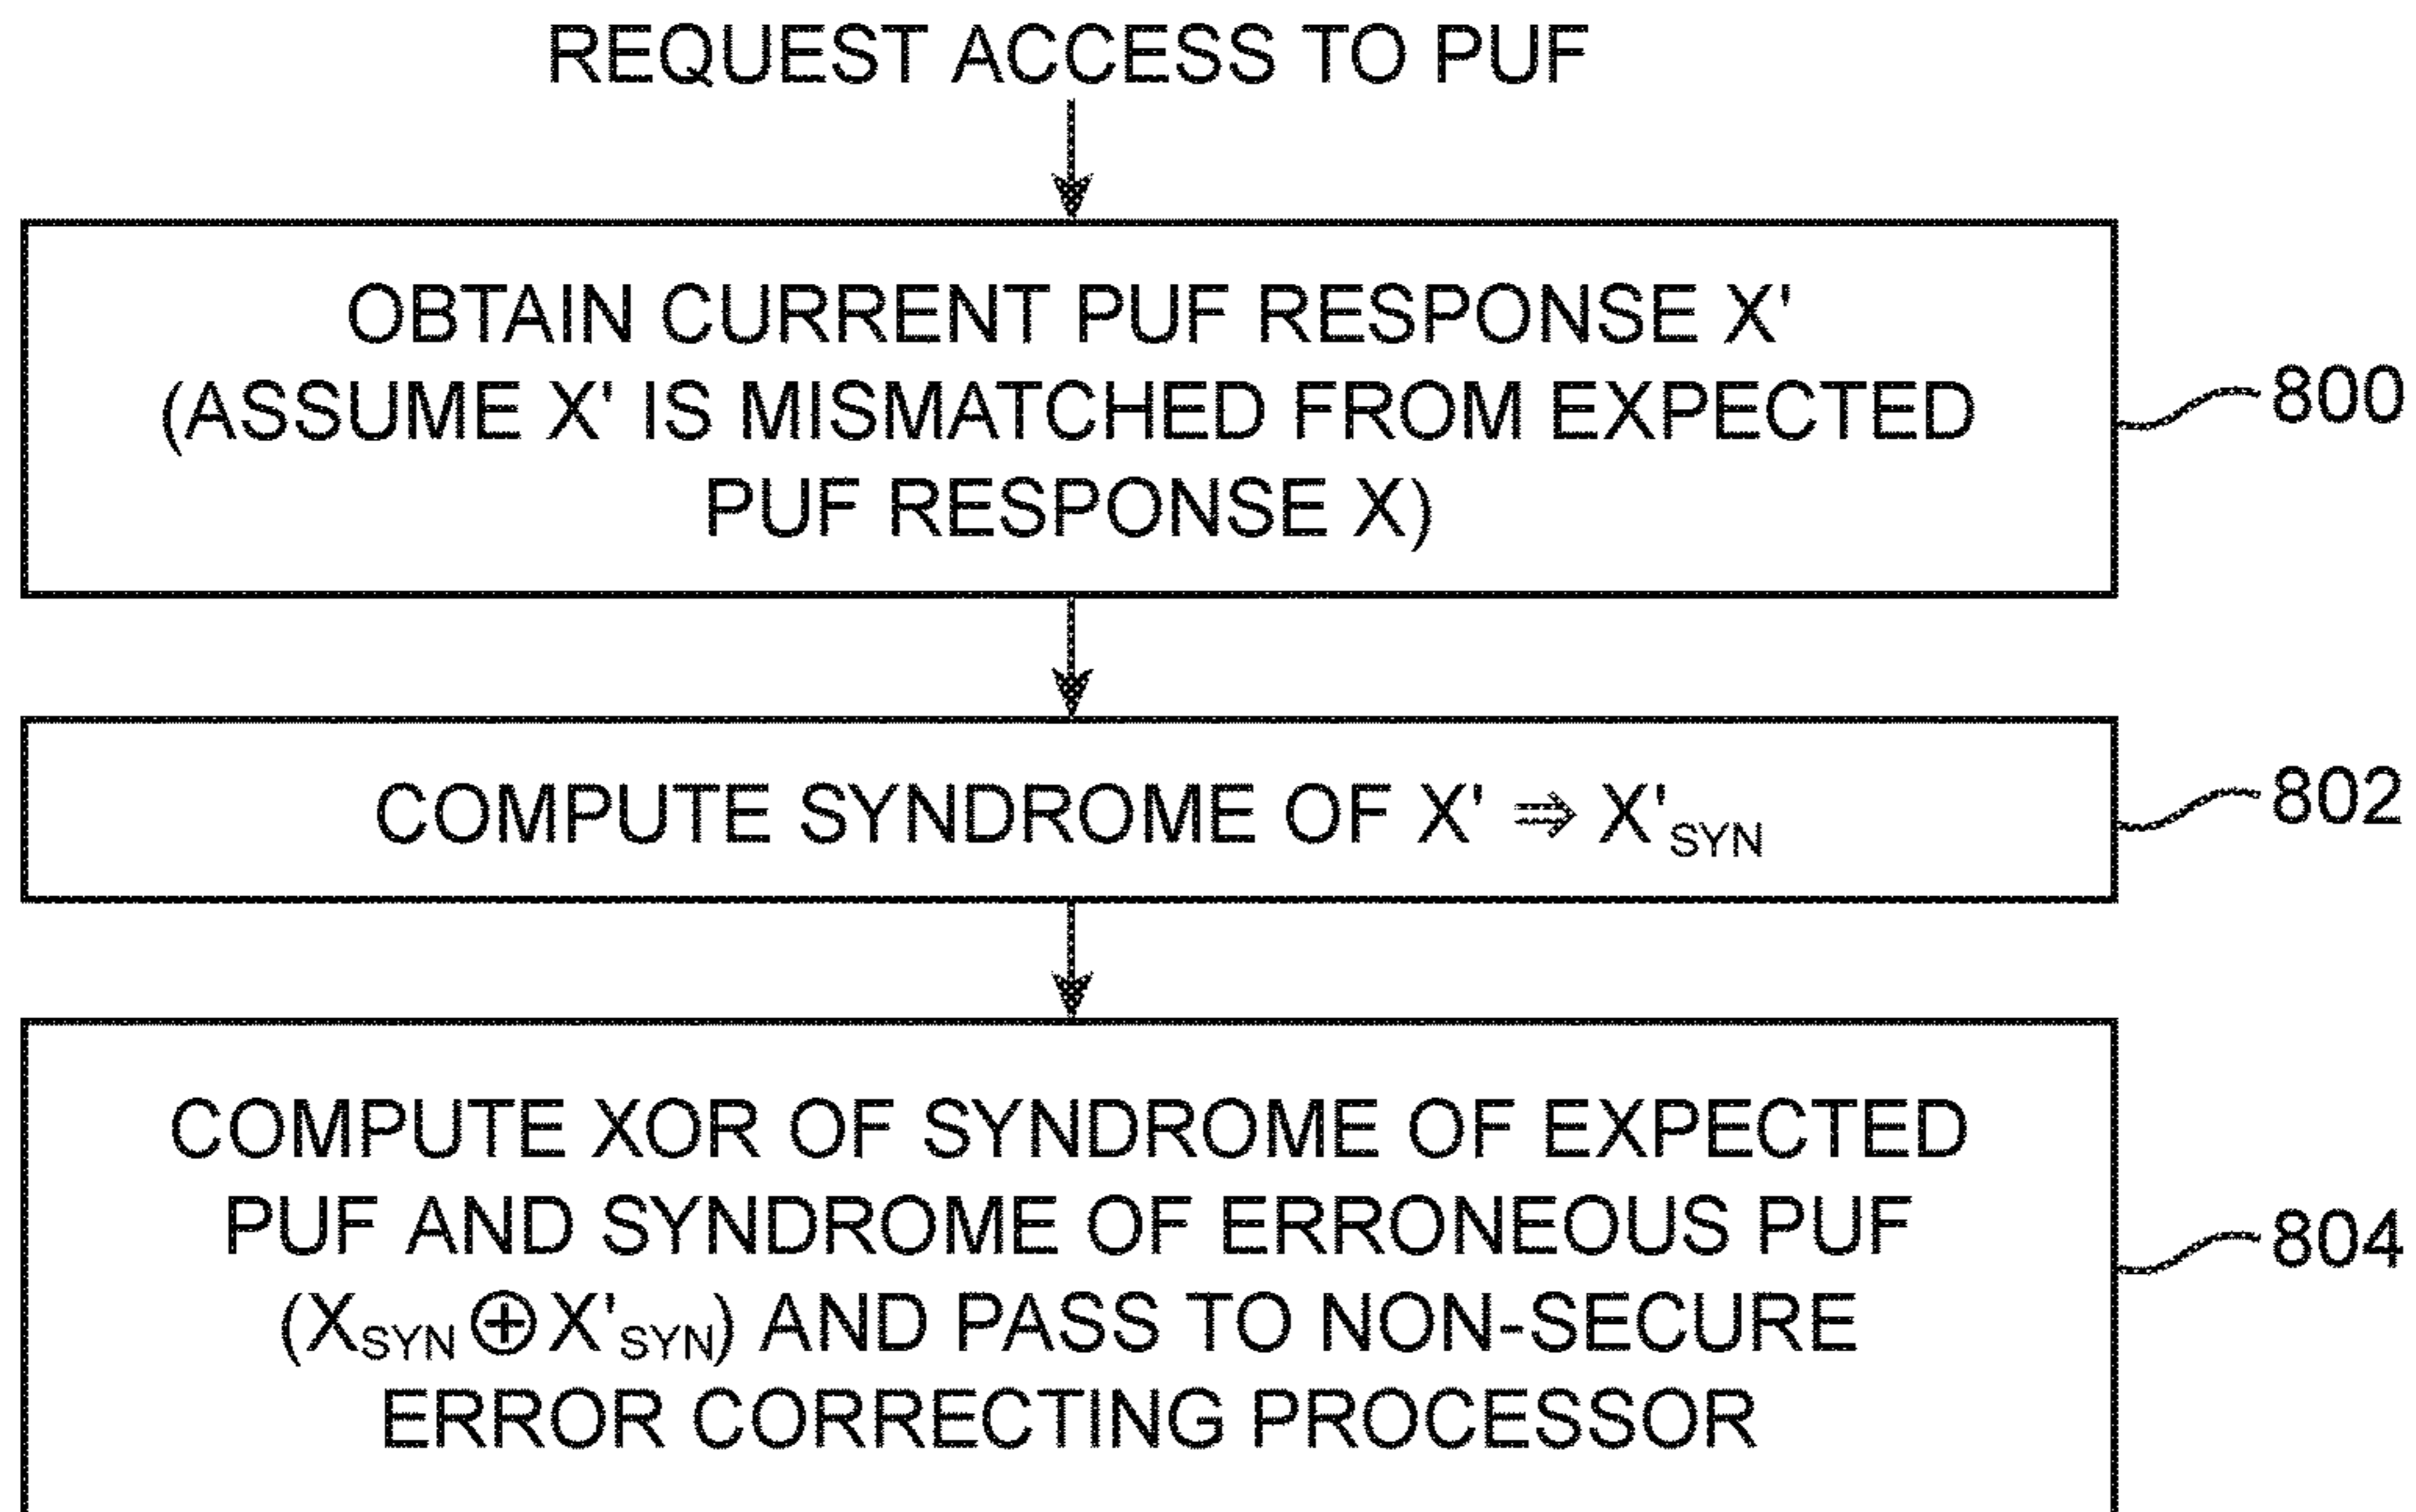 REQUEST ACCESS TO PUF
OBTAIN CURRENT PUF RESPONSE X'
(ASSUME X' IS MISMATCHED FROM EXPECTED
PUF RESPONSE X)
800
COMPUTE SYNDROME OF X' ⇒ X'SYN
802
COMPUTE XOR OF SYNDROME OF EXPECTED
PUF AND SYNDROME OF ERRONEOUS PUF
(XSYN ⊕ X'SYN) AND PASS TO NON-SECURE
ERROR CORRECTING PROCESSOR
804